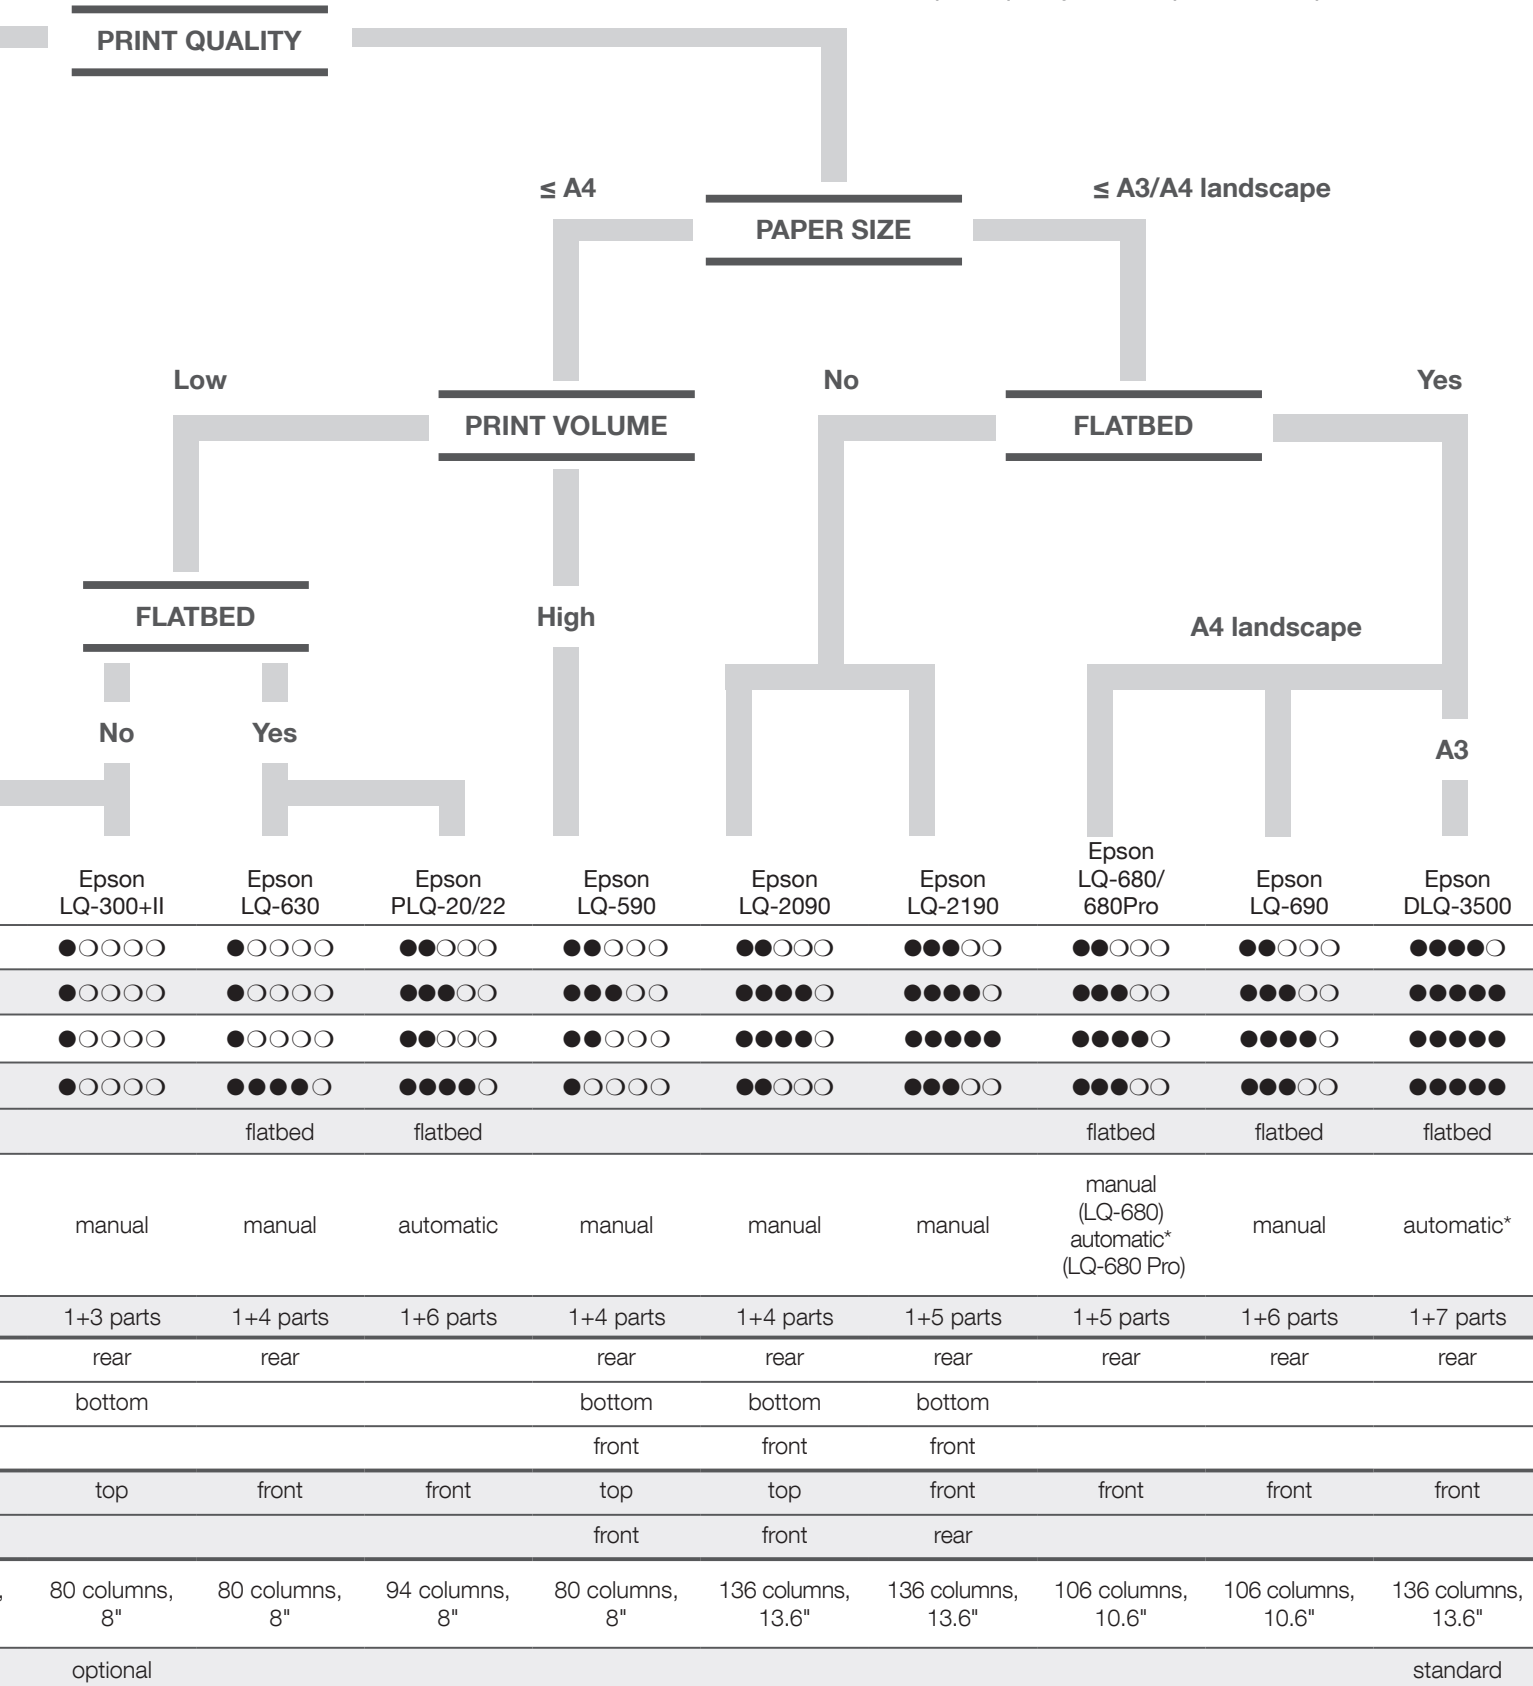 PRINT QUALITY
≤ A4
≤ A3/A4 landscape
PAPER SIZE
Low
No
Yes
PRINT VOLUME
FLATBED
FLATBED
High
A4 landscape
No
Yes
A3
Epson LQ-300+II
Epson LQ-630
Epson PLQ-20/22
Epson LQ-590
Epson LQ-2090
Epson LQ-2190
Epson LQ-680/ 680Pro
Epson LQ-690
Epson DLQ-3500
flatbed flatbed flatbed flatbed flatbed
manual manual automatic manual manual manual manual (LQ-680) automatic* (LQ-680 Pro) manual automatic*
1+3 parts 1+4 parts 1+6 parts 1+4 parts 1+4 parts 1+5 parts 1+5 parts 1+6 parts 1+7 parts
rear rear rear rear rear rear rear rear
bottom bottom bottom bottom
front front front
top front front top top front front front front
front front rear
80 columns, 8" 80 columns, 8" 94 columns, 8" 80 columns, 8" 136 columns, 13.6" 136 columns, 13.6" 106 columns, 10.6" 106 columns, 10.6" 136 columns, 13.6"
optional standard